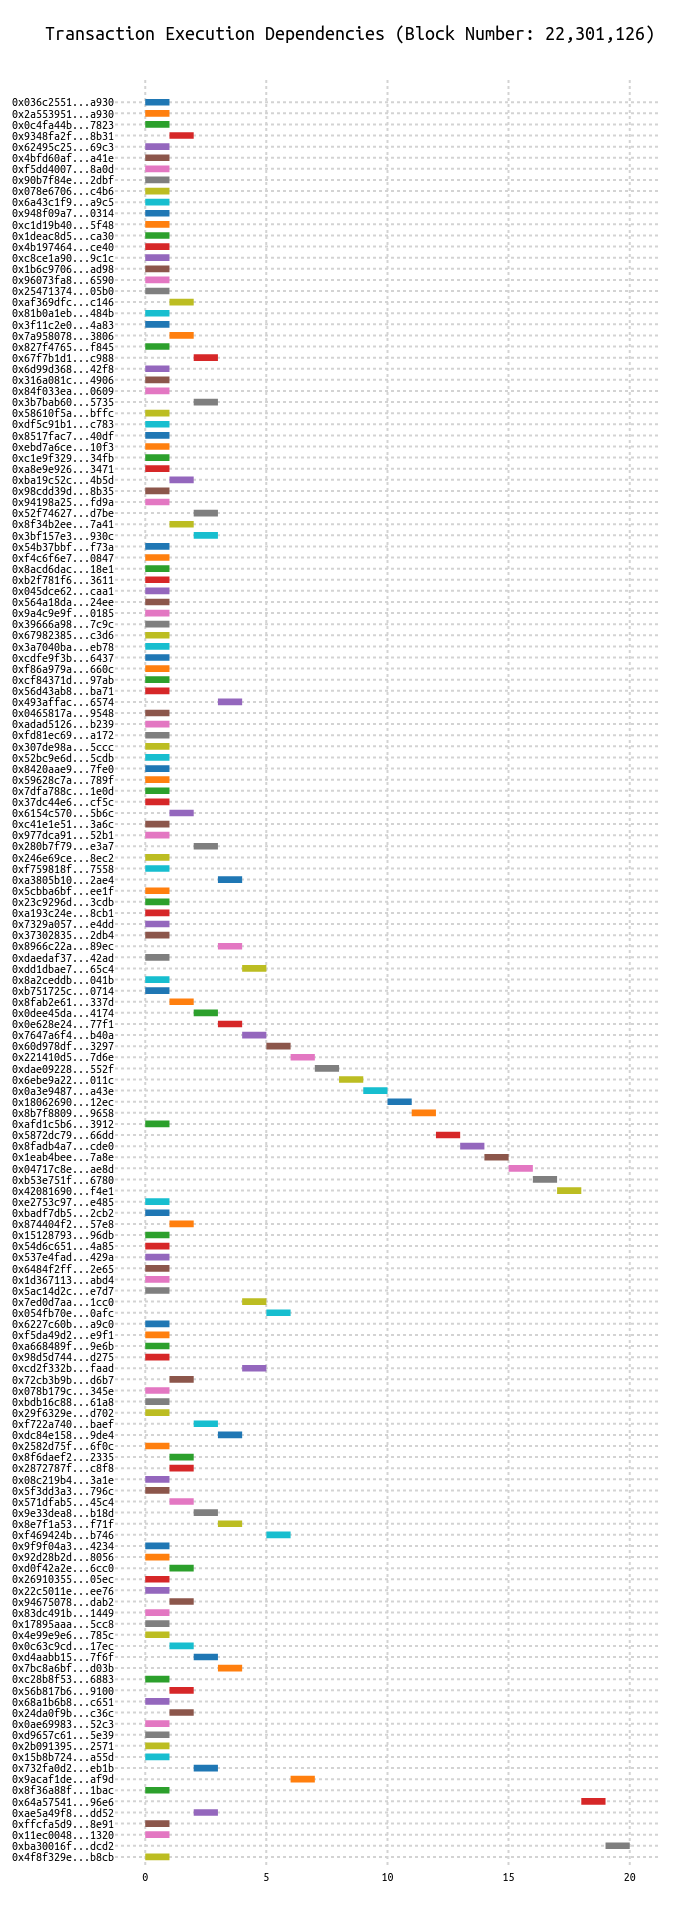 Transaction Execution Dependencies (Block Number: 22,301,126)
0x036c2551...a930
0x2a553951...a930
0x0c4fa44b...7823
0x9348fa2f...8b31
0x62495c25...69c3
0x4bfd60af...a41e
0xf5dd4007...8a0d
0x90b7f84e...2dbf
0x078e6706...c4b6
0x6a43c1f9...a9c5
0x948f09a7...0314
0xc1d19b40...5f48
0x1deac8d5...ca30
0x4b197464...ce40
0xc8ce1a90...9c1c
0x1b6c9706...ad98
0x96073fa8...6590
0x25471374...05b0
0xaf369dfc...c146
0x81b0a1eb...484b
0x3f11c2e0...4a83
0x7a958078...3806
0x827f4765...f845
0x67f7b1d1...c988
0x6d99d368...42f8
0x316a081c...4906
0x84f033ea...0609
0x3b7bab60...5735
0x58610f5a...bffc
0xdf5c91b1...c783
0x8517fac7...40df
0xebd7a6ce...10f3
0xc1e9f329...34fb
0xa8e9e926...3471
0xba19c52c...4b5d
0x98cdd39d...8b35
0x94198a25...fd9a
0x52f74627...d7be
0x8f34b2ee...7a41
0x3bf157e3...930c
0x54b37bbf...f73a
0xf4c6f6e7...0847
0x8acd6dac...18e1
0xb2f781f6...3611
0x045dce62...caa1
0x564a18da...24ee
0x9a4c9e9f...0185
0x39666a98...7c9c
0x67982385...c3d6
0x3a7040ba...eb78
0xcdfe9f3b...6437
0xf86a979a...660c
0xcf84371d...97ab
0x56d43ab8...ba71
0x493affac...6574
0x0465817a...9548
0xadad5126...b239
0xfd81ec69...a172
0x307de98a...5ccc
0x52bc9e6d...5cdb
0x8420aae9...7fe0
0x59628c7a...789f
0x7dfa788c...1e0d
0x37dc44e6...cf5c
0x6154c570...5b6c
0xc41e1e51...3a6c
0x977dca91...52b1
0x280b7f79...e3a7
0x246e69ce...8ec2
0xf759818f...7558
0xa3805b10...2ae4
0x5cbba6bf...ee1f
0x23c9296d...3cdb
0xa193c24e...8cb1
0x7329a057...e4dd
0x37302835...2db4
0x8966c22a...89ec
0xdaedaf37...42ad
0xdd1dbae7...65c4
0x8a2ceddb...041b
0xb751725c...0714
0x8fab2e61...337d
0x0dee45da...4174
0x0e628e24...77f1
0x7647a6f4...b40a
0x60d978df...3297
0x221410d5...7d6e
0xdae09228...552f
0x6ebe9a22...011c
0x0a3e9487...a43e
0x18062690...12ec
0x8b7f8809...9658
0xafd1c5b6...3912
0x5872dc79...66dd
0x8fadb4a7...cde0
0x1eab4bee...7a8e
0x04717c8e...ae8d
0xb53e751f...6780
0x42081690...f4e1
0xe2753c97...e485
0xbadf7db5...2cb2
0x874404f2...57e8
0x15128793...96db
0x54d6c651...4a85
0x537e4fad...429a
0x6484f2ff...2e65
0x1d367113...abd4
0x5ac14d2c...e7d7
0x7ed0d7aa...1cc0
0x054fb70e...0afc
0x6227c60b...a9c0
0xf5da49d2...e9f1
0xa668489f...9e6b
0x98d5d744...d275
0xcd2f332b...faad
0x72cb3b9b...d6b7
0x078b179c...345e
0xbdb16c88...61a8
0x29f6329e...d702
0xf722a740...baef
0xdc84e158...9de4
0x2582d75f...6f0c
0x8f6daef2...2335
0x2872787f...c8f8
0x08c219b4...3a1e
0x5f3dd3a3...796c
0x571dfab5...45c4
0x9e33dea8...b18d
0x8e7f1a53...f71f
0xf469424b...b746
0x9f9f04a3...4234
0x92d28b2d...8056
0xd0f42a2e...6cc0
0x26910355...05ec
0x22c5011e...ee76
0x94675078...dab2
0x83dc491b...1449
0x17895aaa...5cc8
0x4e99e9e6...785c
0x0c63c9cd...17ec
0xd4aabb15...7f6f
0x7bc8a6bf...d03b
0xc28b8f53...6883
0x56b817b6...9100
0x68a1b6b8...c651
0x24da0f9b...c36c
0x0ae69983...52c3
0xd9657c61...5e39
0x2b091395...2571
0x15b8b724...a55d
0x732fa0d2...eb1b
0x9acaf1de...af9d
0x8f36a88f...1bac
0x64a57541...96e6
0xae5a49f8...dd52
0xffcfa5d9...8e91
0x11ec0048...1320
0xba30016f...dcd2
0x4f8f329e...b8cb
0 5 10 15 20